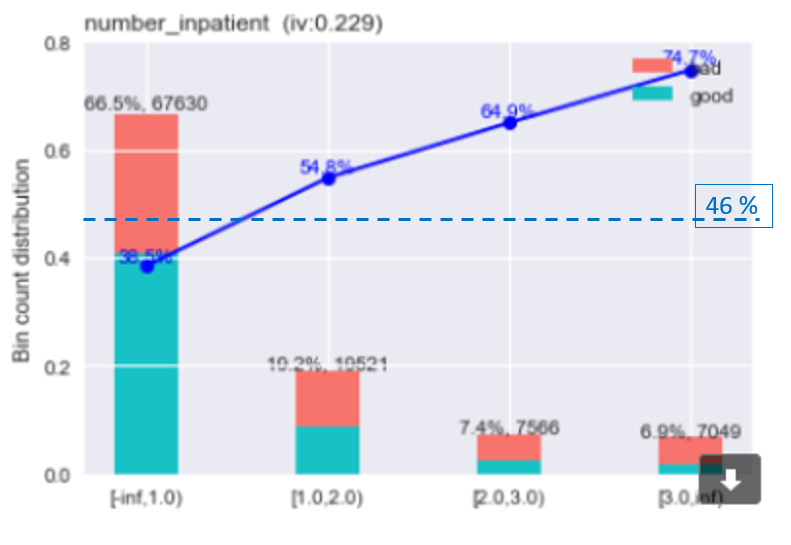 number_inpatient (iv:0.229)
0.8
0.6
0.4
0.2
0.0
Bin count distribution
66.5%, 67630
38.5%
54.8%
19.2%, 19521
64.9%
7.4%, 7566
74.7%
6.9%, 7049
bad
good
46 %
[-inf,1.0)
[1.0,2.0)
[2.0,3.0)
[3.0,inf)